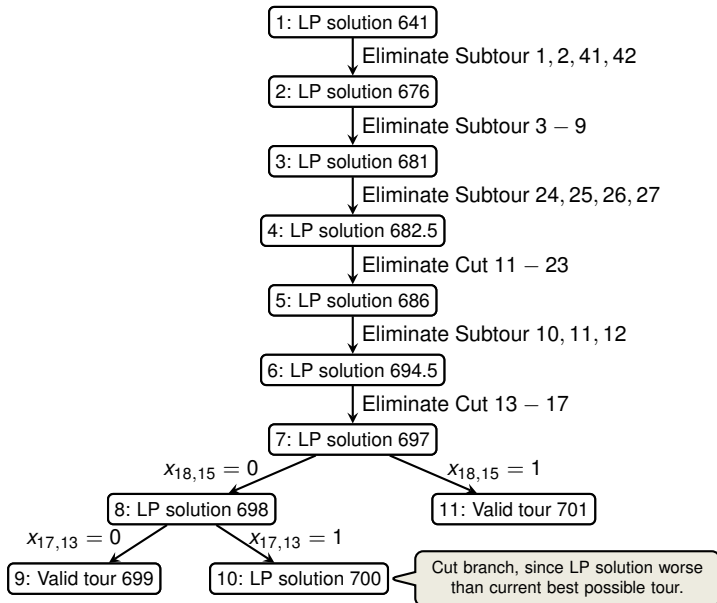 1: LP solution 641
Eliminate Subtour 1, 2, 41, 42
2: LP solution 676
Eliminate Subtour 3 − 9
3: LP solution 681
Eliminate Subtour 24, 25, 26, 27
4: LP solution 682.5
Eliminate Cut 11 − 23
5: LP solution 686
Eliminate Subtour 10, 11, 12
6: LP solution 694.5
Eliminate Cut 13 − 17
7: LP solution 697
x18,15 = 0
x18,15 = 1
8: LP solution 698
11: Valid tour 701
x17,13 = 0
x17,13 = 1
9: Valid tour 699
10: LP solution 700
Cut branch, since LP solution worse
than current best possible tour.